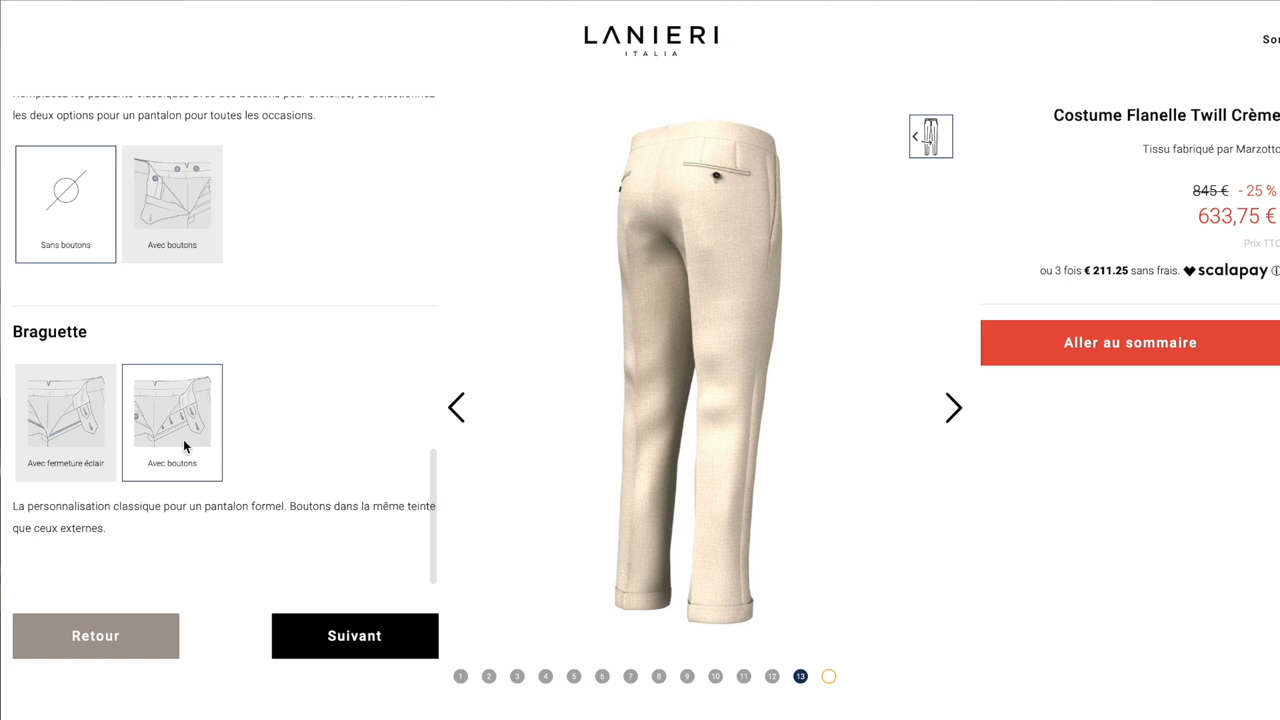 LANIERI
ITALIA
les deux options pour un pantalon pour toutes les occasions.
Sans boutons
Avec boutons
Braguette
Avec fermeture éclair
Avec boutons
La personnalisation classique pour un pantalon formel. Boutons dans la même teinte
que ceux externes.
Retour
Suivant
Costume Flanelle Twill Crème
Tissu fabriqué par Marzotto
845 € - 25 %
633,75 €
Prix TTC
ou 3 fois € 211.25 sans frais. scalapay
Aller au sommaire
1 2 3 4 5 6 7 8 9 10 11 12 13